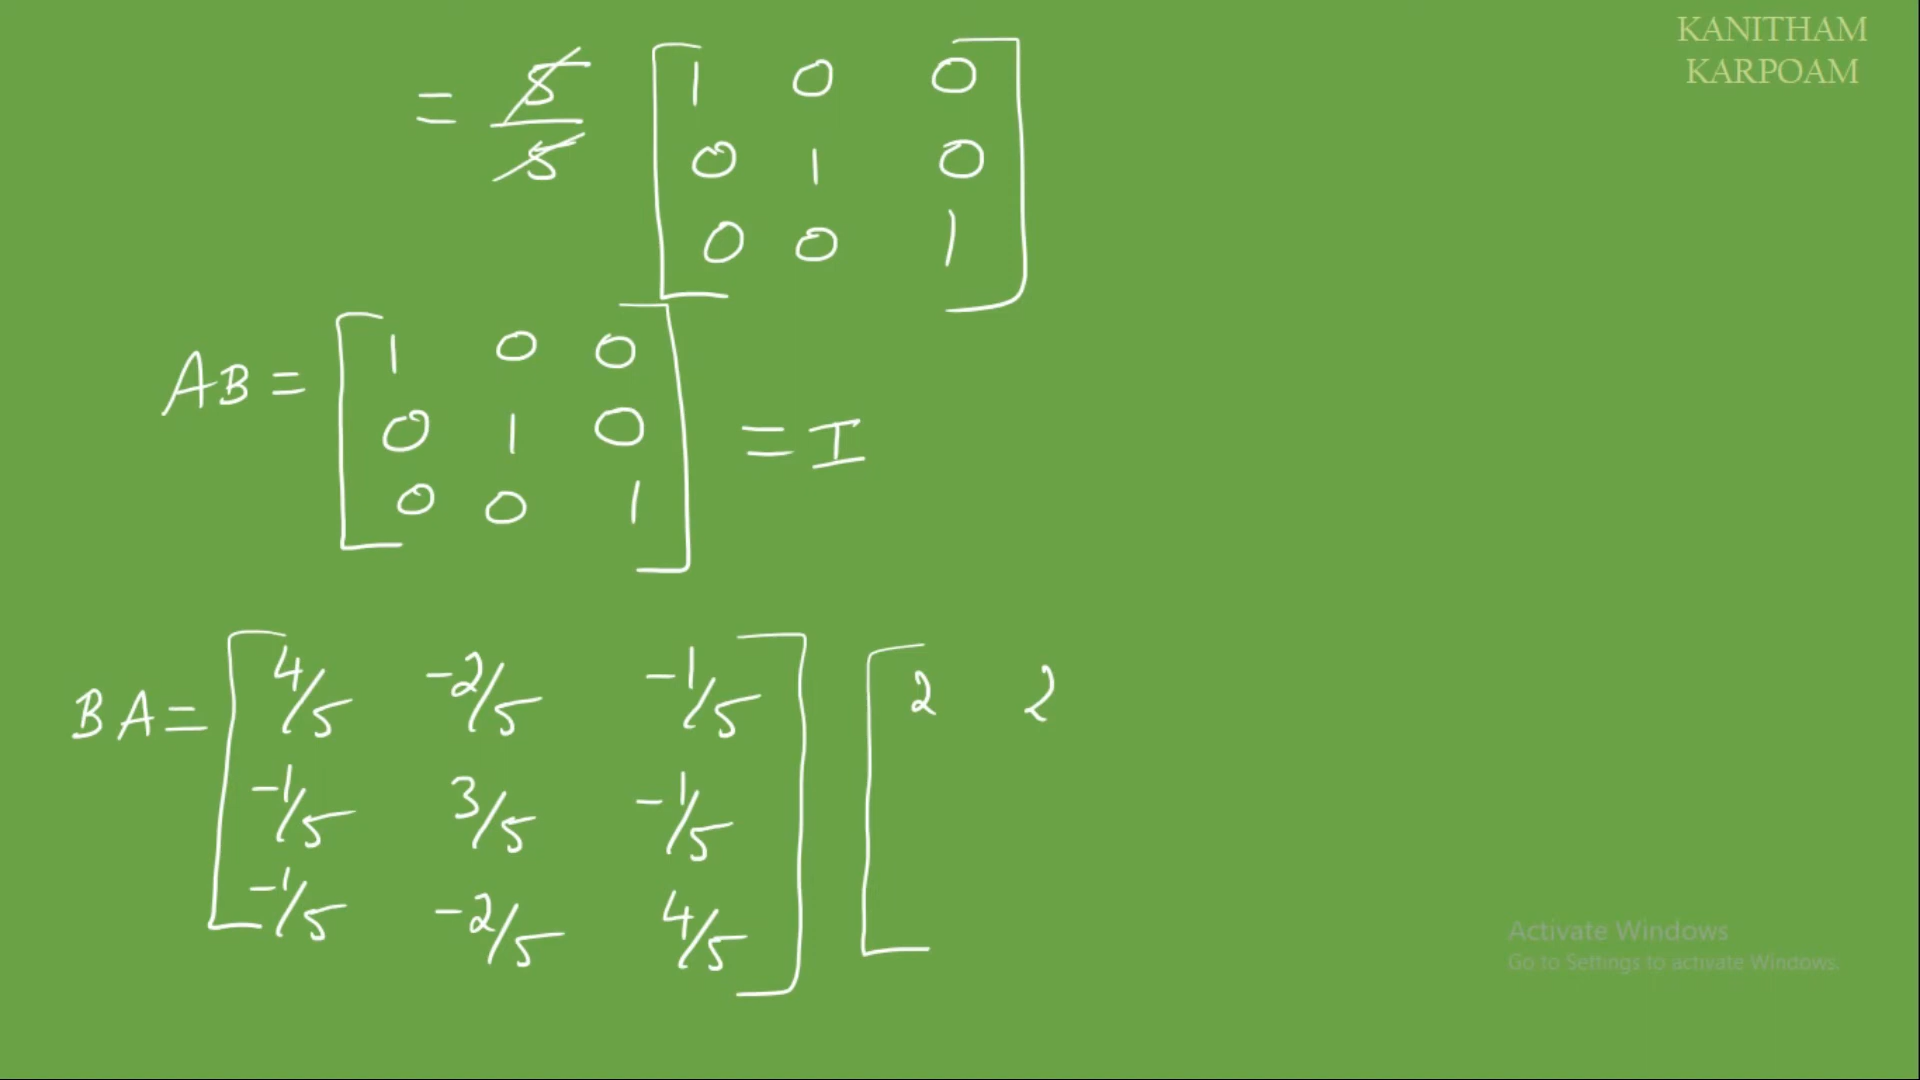 KANITHAM
KARPOAM
= 5/5 [ 1 0 0
0 1 0
0 0 1 ]
AB = [ 1 0 0
0 1 0
0 0 1 ] = I
BA = [ 4/5 -2/5 -1/5 ] [ 2 2
-1/5 3/5 -1/5
-1/5 -2/5 4/5 ]
Activate Windows
Go to Settings to activate Windows.